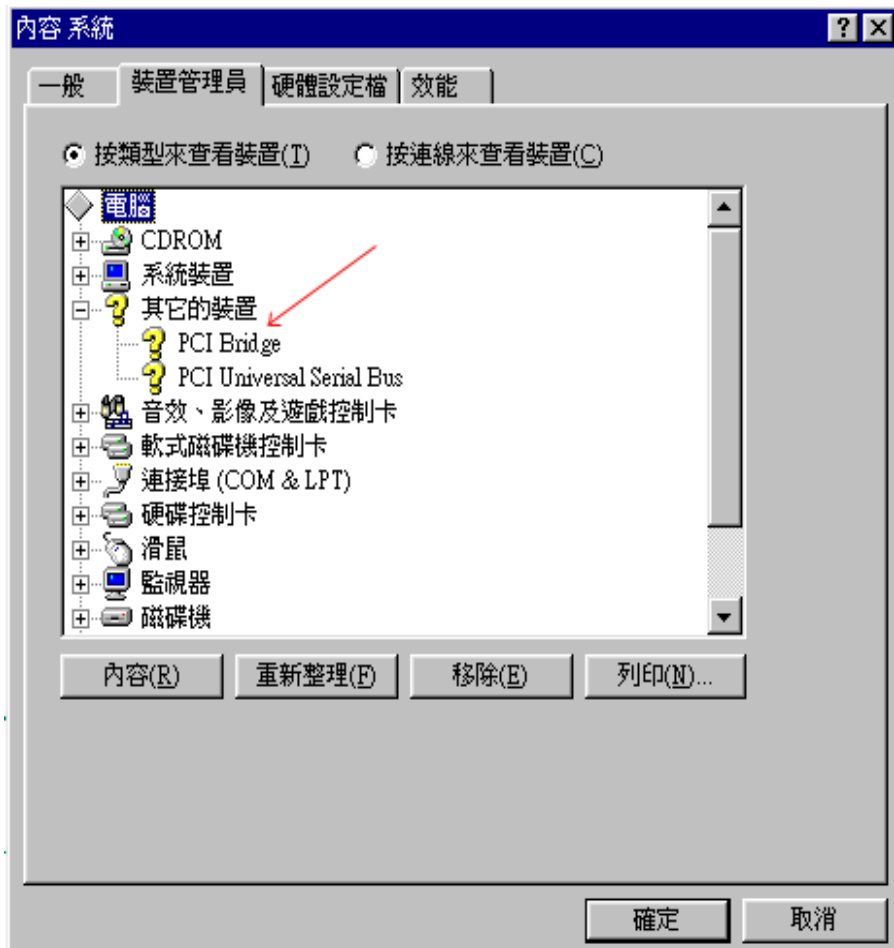 內容 系統
一般 裝置管理員 硬體設定檔 效能
按類型來查看裝置(T) 按連線來查看裝置(C)
電腦
CDROM
系統裝置
其它的裝置
PCI Bridge
PCI Universal Serial Bus
音效、影像及遊戲控制卡
軟式磁碟機控制卡
連接埠 (COM & LPT)
硬碟控制卡
滑鼠
監視器
磁碟機
內容(R) 重新整理(F) 移除(E) 列印(N)...
確定 取消